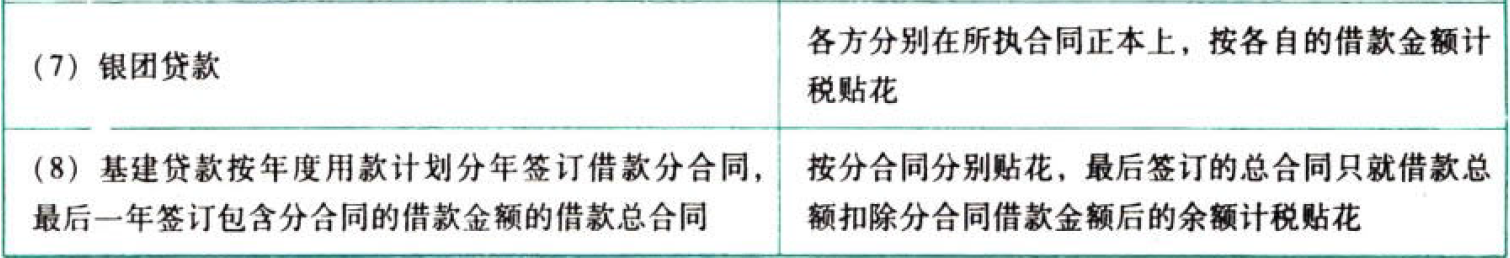 (7) 银团贷款
各方分别在所执合同正本上，按各自的借款金额计
税贴花
(8) 基建贷款按年度用款计划分年签订借款分合同，
最后一年签订包含分合同的借款金额的借款总合同
按分合同分别贴花，最后签订的总合同只就借款总
额扣除分合同借款金额后的余额计税贴花